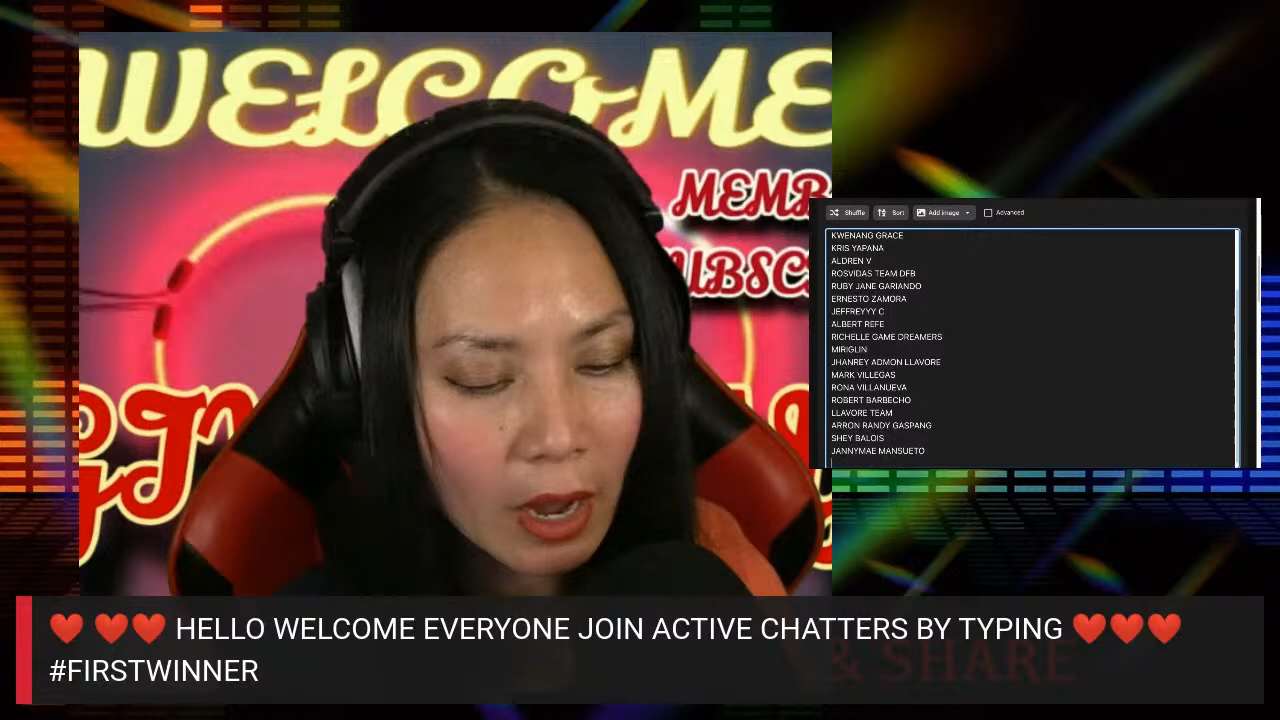 WELCOME
MEMB
UBSC
Shuffle
Sort
Add image
Advanced
KWENANG GRACE
KRIS YAPANA
ALDREN V
ROSVIDAS TEAM DFB
RUBY JANE GARIANDO
ERNESTO ZAMORA
JEFFREYYY C
ALBERT REFE
RICHELLE GAME DREAMERS
MIRIGLIN
JHANREY ADMON LLAVORE
MARK VILLEGAS
RONA VILLANUEVA
ROBERT BARBECHO
LLAVORE TEAM
ARRON RANDY GASPANG
SHEY BALOIS
JANNYMAE MANSUETO
❤️ ❤️❤️ HELLO WELCOME EVERYONE JOIN ACTIVE CHATTERS BY TYPING ❤️❤️❤️
#FIRSTWINNER
& SHARE